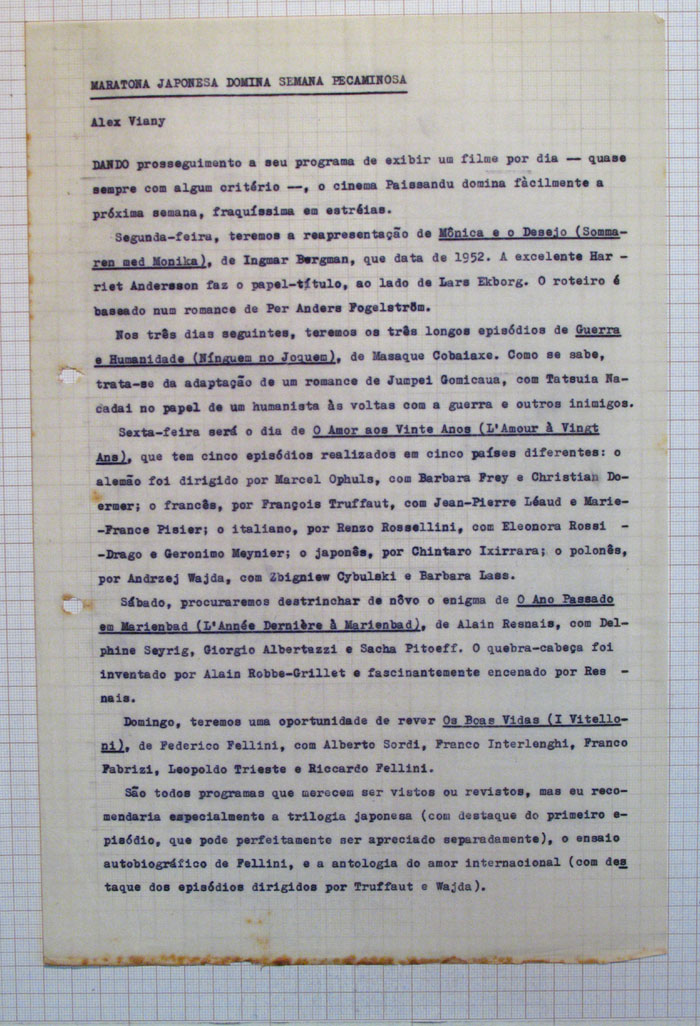 MARATONA JAPONESA DOMINA SEMANA PECAMINOSA
Alex Viany
DANDO prosseguimento a seu programa de exibir um filme por dia -- quase
sempre com algum critério --, o cinema Paissandu domina fàcilmente a
próxima semana, fraquíssima em estréias.
Segunda-feira, teremos a reapresentação de Mônica e o Desejo (Somma-
ren med Monika), de Ingmar Bergman, que data de 1952. A excelente Har -
riet Andersson faz o papel-título, ao lado de Lars Ekborg. O roteiro é
baseado num romance de Per Anders Fogelström.
Nos três dias seguintes, teremos os três longos episódios de Guerra
e Humanidade (Nínguem no Joquem), de Masaque Cobaiaxe. Como se sabe,
trata-se da adaptação de um romance de Jumpei Gomicaua, com Tatsuia Na-
cadai no papel de um humanista às voltas com a guerra e outros inimigos.
Sexta-feira será o dia de O Amor aos Vinte Anos (L'Amour à Vingt
Ans), que tem cinco episódios realizados em cinco países diferentes: o
alemão foi dirigido por Marcel Ophuls, com Barbara Frey e Christian Do-
ermer; o francês, por François Truffaut, com Jean-Pierre Léaud e Marie-
-France Pisier; o italiano, por Renzo Rossellini, com Eleonora Rossi -
-Drago e Geronimo Meynier; o japonês, por Chintaro Ixirrara; o polonês,
por Andrzej Wajda, com Zbigniew Cybulski e Barbara Lass.
Sábado, procuraremos destrinchar de nôvo o enigma de O Ano Passado
em Marienbad (L'Année Dernière à Marienbad), de Alain Resnais, com Del-
phine Seyrig, Giorgio Albertazzi e Sacha Pitoeff. O quebra-cabeça foi
inventado por Alain Robbe-Grillet e fascinantemente encenado por Res -
nais.
Domingo, teremos uma oportunidade de rever Os Boas Vidas (I Vitello-
ni), de Federico Fellini, com Alberto Sordi, Franco Interlenghi, Franco
Fabrizi, Leopoldo Trieste e Riccardo Fellini.
São todos programas que merecem ser vistos ou revistos, mas eu reco-
mendaria especialmente a trilogia japonesa (com destaque do primeiro e-
pisódio, que pode perfeitamente ser apreciado separadamente), o ensaio
autobiográfico de Fellini, e a antologia do amor internacional (com des
taque dos episódios dirigidos por Truffaut e Wajda).